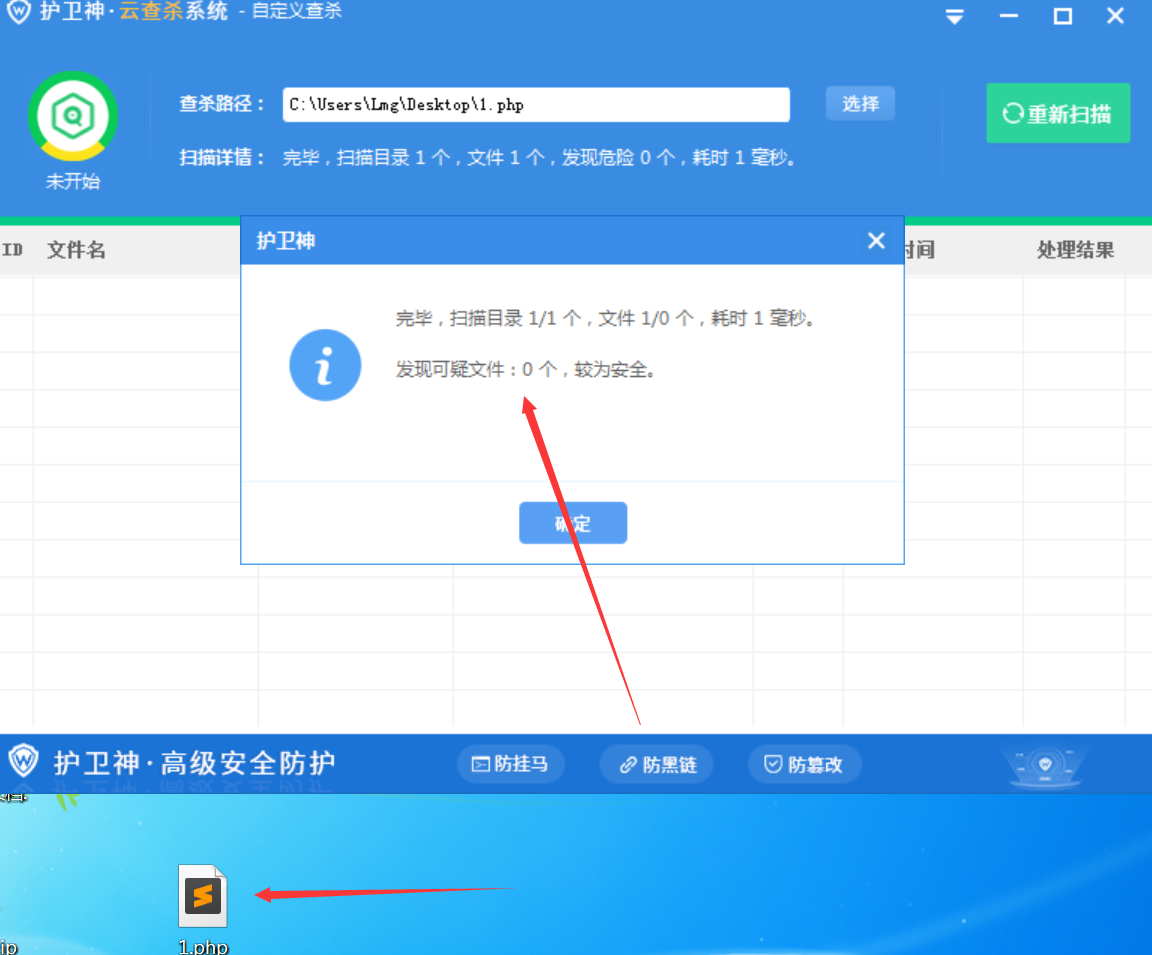 护卫神·云查杀系统 - 自定义查杀
查杀路径： C:\Users\Lmg\Desktop\1.php 选择
重新扫描
扫描详情： 完毕，扫描目录 1 个，文件 1 个，发现危险 0 个，耗时 1 毫秒。
未开始
ID 文件名 时间 处理结果
护卫神
完毕，扫描目录 1/1 个，文件 1/0 个，耗时 1 毫秒。
发现可疑文件：0 个，较为安全。
确定
护卫神·高级安全防护 防挂马 防黑链 防篡改
ip 1.php